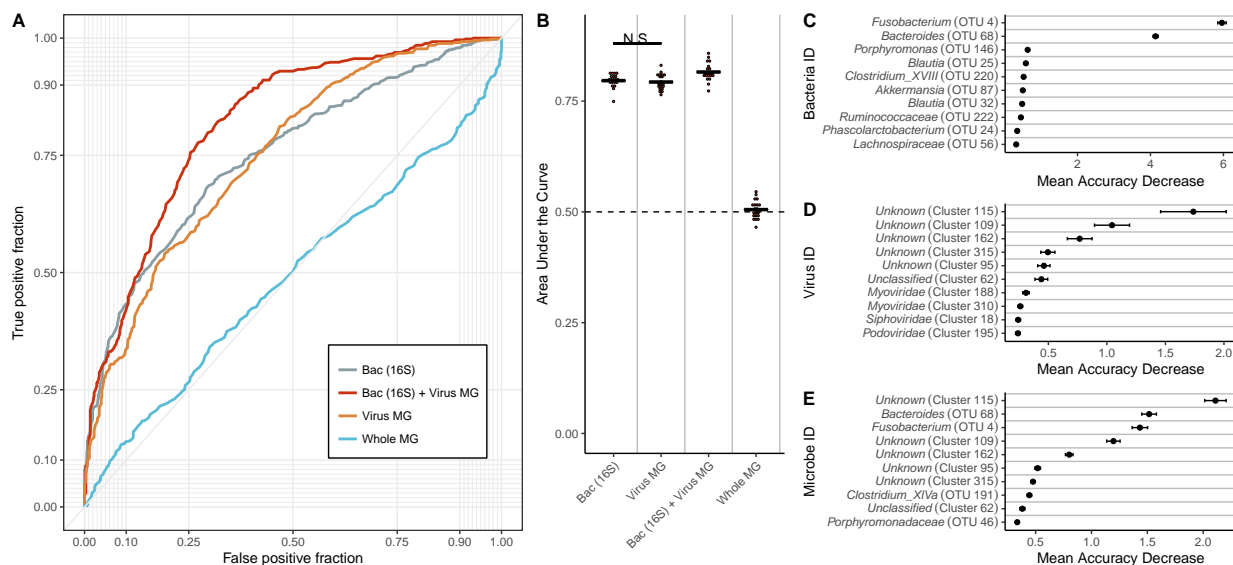 A
1.00
0.90
0.75
0.50
0.25
0.10
0.00
True positive fraction
0.00
0.10
0.25
0.50
0.75
0.90
1.00
False positive fraction
Bac (16S)
Bac (16S) + Virus MG
Virus MG
Whole MG
B
N.S.
0.75
0.50
0.25
0.00
Area Under the Curve
Bac (16S)
Virus MG
Bac (16S) + Virus MG
Whole MG
C
Bacteria ID
Fusobacterium (OTU 4)
Bacteroides (OTU 68)
Porphyromonas (OTU 146)
Blautia (OTU 25)
Clostridium_XVIII (OTU 220)
Akkermansia (OTU 87)
Blautia (OTU 32)
Ruminococcaceae (OTU 222)
Phascolarctobacterium (OTU 24)
Lachnospiraceae (OTU 56)
2 4 6
Mean Accuracy Decrease
D
Virus ID
Unknown (Cluster 115)
Unknown (Cluster 109)
Unknown (Cluster 162)
Unknown (Cluster 315)
Unknown (Cluster 95)
Unclassified (Cluster 62)
Myoviridae (Cluster 188)
Myoviridae (Cluster 310)
Siphoviridae (Cluster 18)
Podoviridae (Cluster 195)
0.5 1.0 1.5 2.0
Mean Accuracy Decrease
E
Microbe ID
Unknown (Cluster 115)
Bacteroides (OTU 68)
Fusobacterium (OTU 4)
Unknown (Cluster 109)
Unknown (Cluster 162)
Unknown (Cluster 95)
Unknown (Cluster 315)
Clostridium_XIVa (OTU 191)
Unclassified (Cluster 62)
Porphyromonadaceae (OTU 46)
0.5 1.0 1.5 2.0
Mean Accuracy Decrease